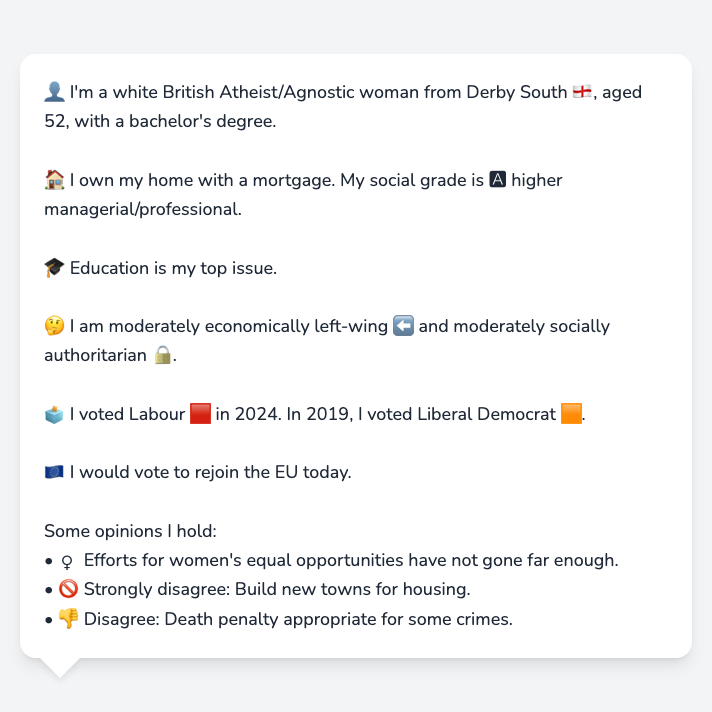 👤 I'm a white British Atheist/Agnostic woman from Derby South 🏴󠁧󠁢󠁥󠁮󠁧󠁿, aged
52, with a bachelor's degree.
🏠 I own my home with a mortgage. My social grade is 🅰 higher
managerial/professional.
🎓 Education is my top issue.
🤔 I am moderately economically left-wing ⬅️ and moderately socially
authoritarian 🔒.
🗳️ I voted Labour 🟥 in 2024. In 2019, I voted Liberal Democrat 🟧.
🇪🇺 I would vote to rejoin the EU today.
Some opinions I hold:
• ♀ Efforts for women's equal opportunities have not gone far enough.
• 🚫 Strongly disagree: Build new towns for housing.
• 👎 Disagree: Death penalty appropriate for some crimes.